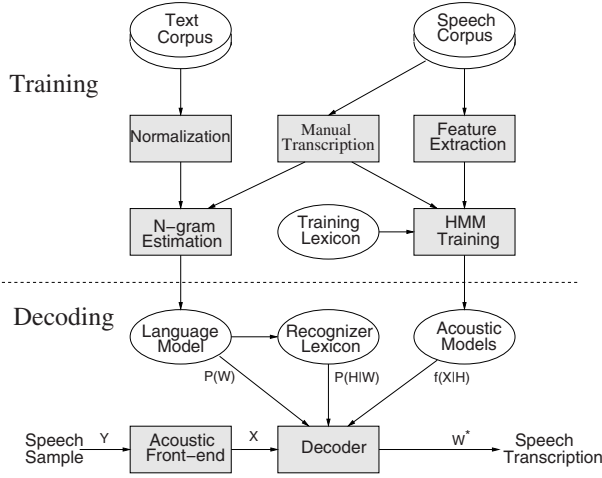 Text
Corpus
Speech
Corpus
Training
Normalization
Manual
Transcription
Feature
Extraction
N-gram
Estimation
Training
Lexicon
HMM
Training
Decoding
Language
Model
Recognizer
Lexicon
Acoustic
Models
P(W)
P(H|W)
f(X|H)
Speech
Sample
Y
Acoustic
Front-end
X
Decoder
W*
Speech
Transcription